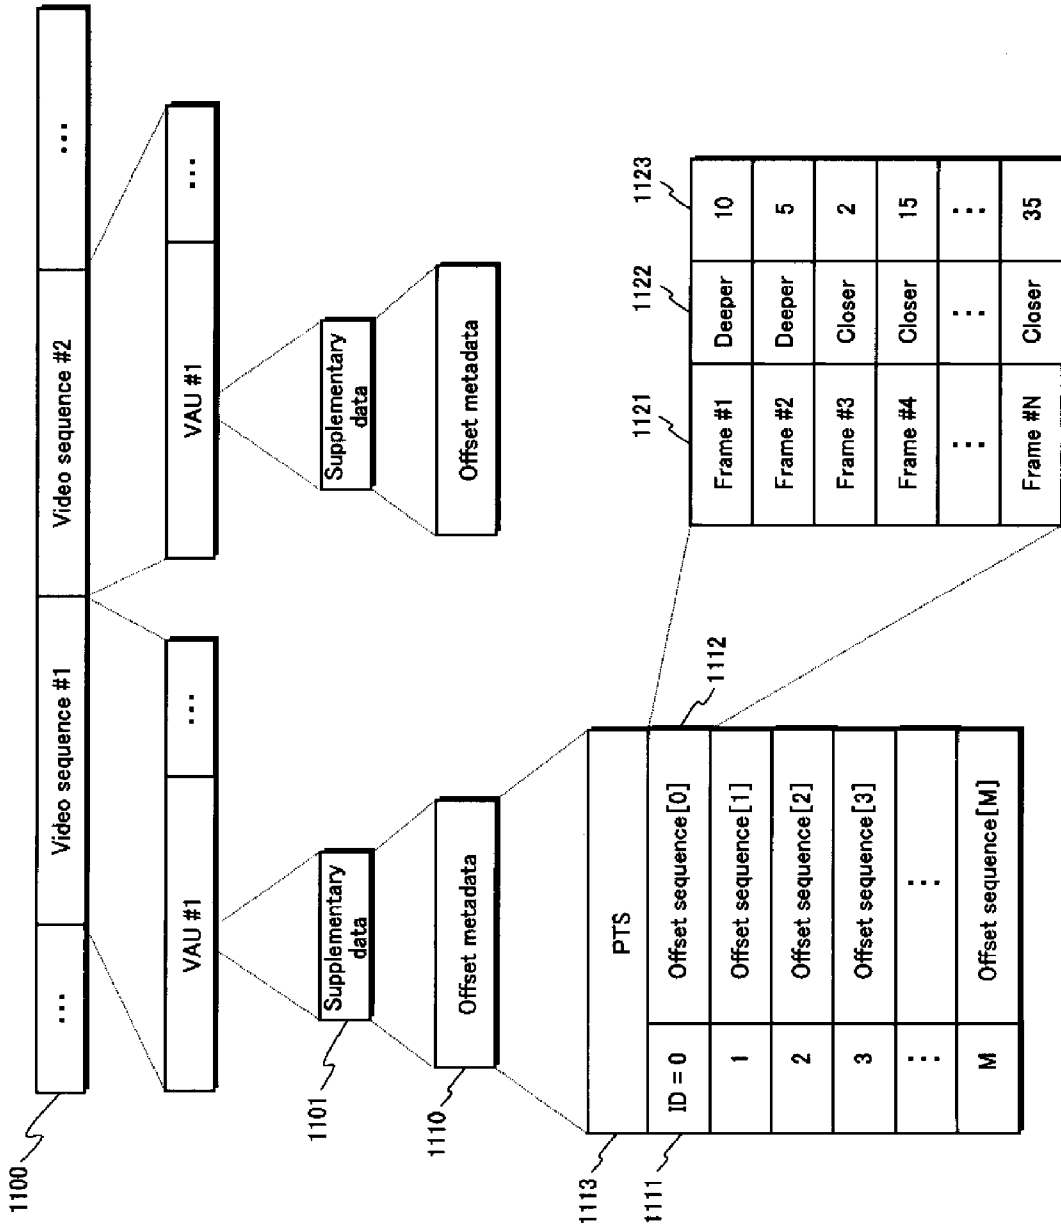 1100
...
Video sequence #1
Video sequence #2
...
VAU #1
...
VAU #1
...
1101
Supplementary
data
Supplementary
data
1110
Offset metadata
Offset metadata
1113
PTS
1111
ID = 0
Offset sequence[0]
1112
1
Offset sequence[1]
2
Offset sequence[2]
3
Offset sequence[3]
...
...
M
Offset sequence[M]
1121
1122
1123
Frame #1
Deeper
10
Frame #2
Deeper
5
Frame #3
Closer
2
Frame #4
Closer
15
...
...
...
Frame #N
Closer
35